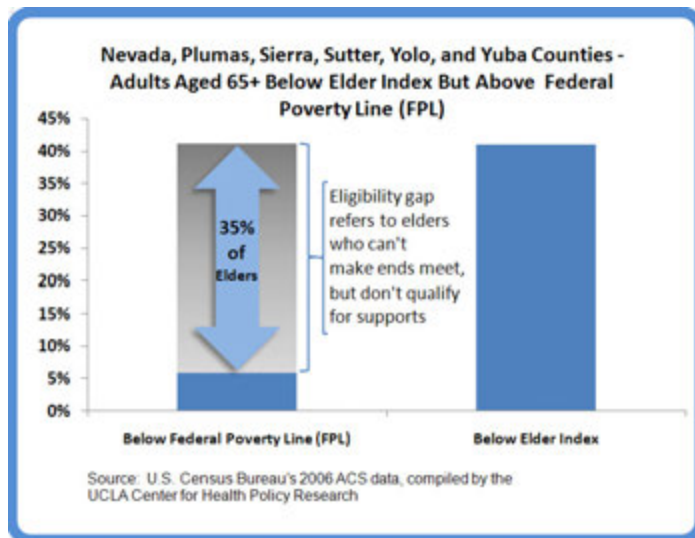 Nevada, Plumas, Sierra, Sutter, Yolo, and Yuba Counties -
Adults Aged 65+ Below Elder Index But Above Federal
Poverty Line (FPL)
45%
40%
35%
30%
25%
20%
15%
10%
5%
0%
35%
of
Elders
Eligibility gap
refers to elders
who can't
make ends meet,
but don't qualify
for supports
Below Federal Poverty Line (FPL)
Below Elder Index
Source: U.S. Census Bureau's 2006 ACS data, compiled by the
UCLA Center for Health Policy Research